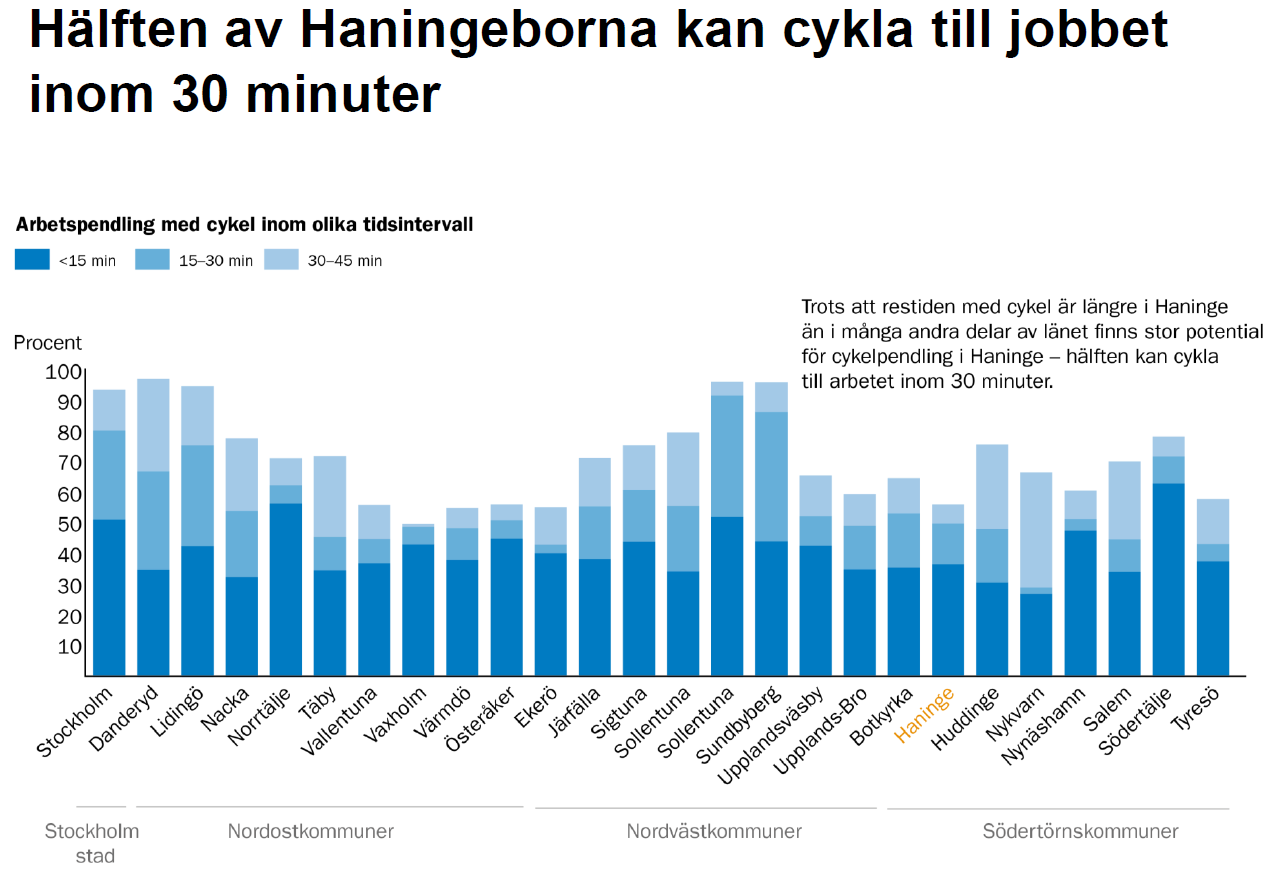 Hälften av Haningeborna kan cykla till jobbet
inom 30 minuter
Arbetspendling med cykel inom olika tidsintervall
<15 min
15–30 min
30–45 min
Trots att restiden med cykel är längre i Haninge
än i många andra delar av länet finns stor potential
för cykelpendling i Haninge – hälften kan cykla
till arbetet inom 30 minuter.
Procent
100
90
80
70
60
50
40
30
20
10
Stockholm
Danderyd
Lidingö
Nacka
Norrtälje
Täby
Vallentuna
Vaxholm
Värmdö
Österåker
Ekerö
Järfälla
Sigtuna
Sollentuna
Sollentuna
Sundbyberg
Upplandsväsby
Upplands-Bro
Botkyrka
Haninge
Huddinge
Nykvarn
Nynäshamn
Salem
Södertälje
Tyresö
Stockholm
stad
Nordostkommuner
Nordvästkommuner
Södertörnskommuner